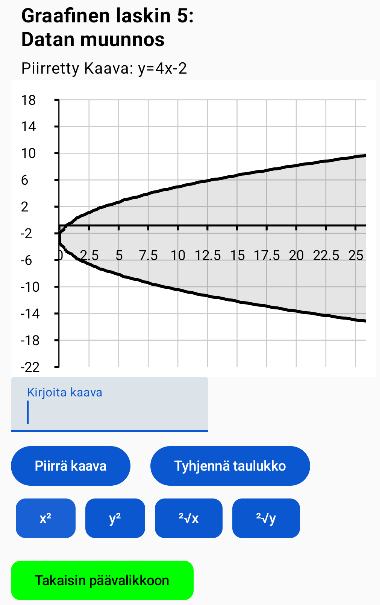 Graafinen laskin 5:
Datan muunnos
Piirretty Kaava: y=4x-2
18
14
10
6
2
-2
-6
-10
-14
-18
-22
0 2.5 5 7.5 10 12.5 15 17.5 20 22.5 25
Kirjoita kaava
Piirrä kaava Tyhjennä taulukko
x² y² ²√x ²√y
Takaisin päävalikkoon